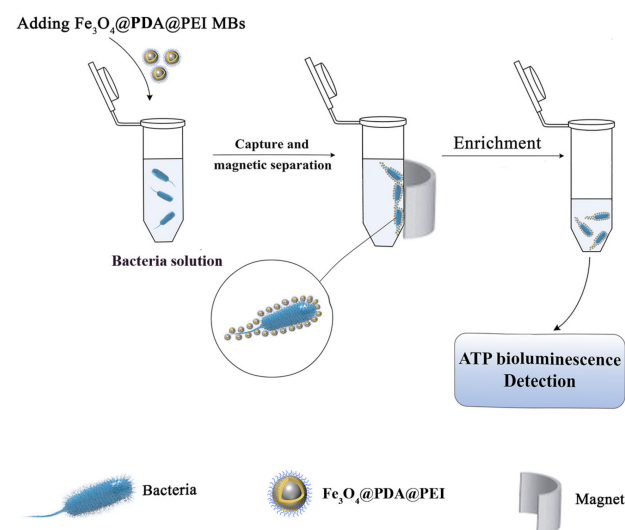 Adding Fe₃O₄@PDA@PEI MBs
Capture and
magnetic separation
Enrichment
Bacteria solution
ATP bioluminescence
Detection
Bacteria
Fe₃O₄@PDA@PEI
Magnet